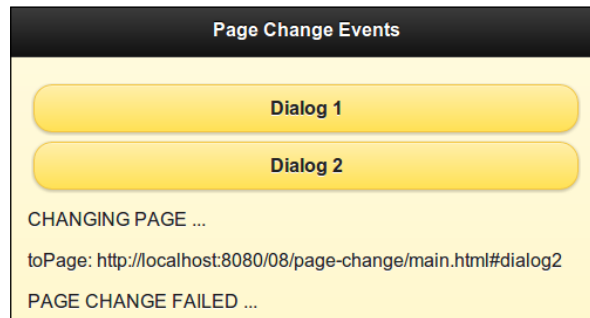 Page Change Events
Dialog 1
Dialog 2
CHANGING PAGE ...
toPage: http://localhost:8080/08/page-change/main.html#dialog2
PAGE CHANGE FAILED ...